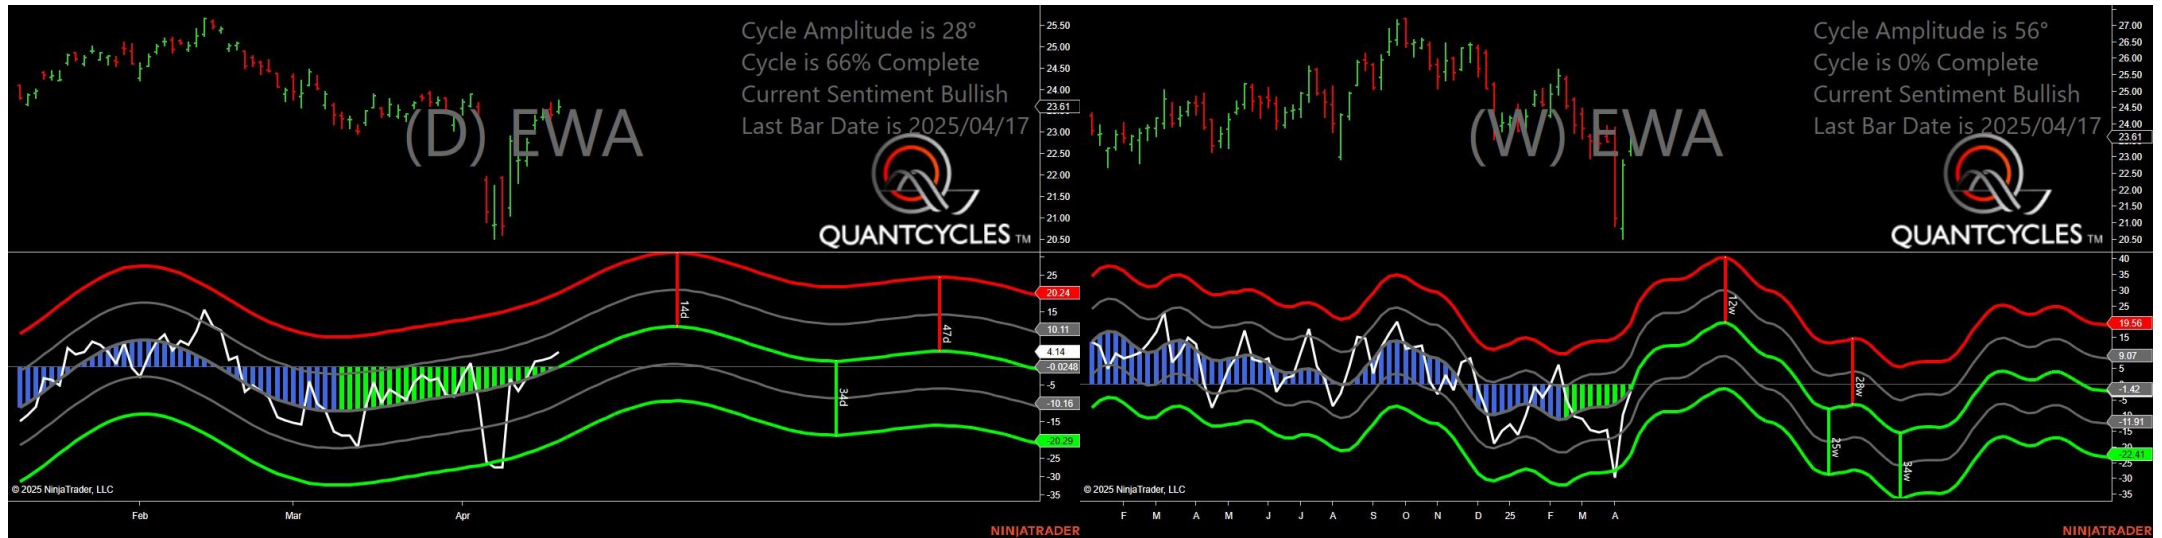 Cycle Amplitude is 28°
Cycle is 66% Complete
Current Sentiment Bullish
Last Bar Date is 2025/04/17
(D) EWA
QUANTCYCLES TM
25.50
25.00
24.50
24.00
23.61
23.00
22.50
22.00
21.50
21.00
20.50
25
20.24
15
10.11
4.14
-0.0248
-5
-10.16
-15
-20.29
-25
-30
-35
14d
34d
47d
© 2025 NinjaTrader, LLC
Feb
Mar
Apr
NINJATRADER
Cycle Amplitude is 56°
Cycle is 0% Complete
Current Sentiment Bullish
Last Bar Date is 2025/04/17
(W) EWA
QUANTCYCLES TM
27.00
26.50
26.00
25.50
25.00
24.50
24.00
23.61
23.00
22.50
22.00
21.50
21.00
20.50
40
35
30
25
19.56
15
9.07
5
-1.42
-5
-11.91
-15
-22.41
-25
-30
-35
12w
25w
28w
34w
© 2025 NinjaTrader, LLC
F
M
A
M
J
J
A
S
O
N
D
25
F
M
A
NINJATRADER